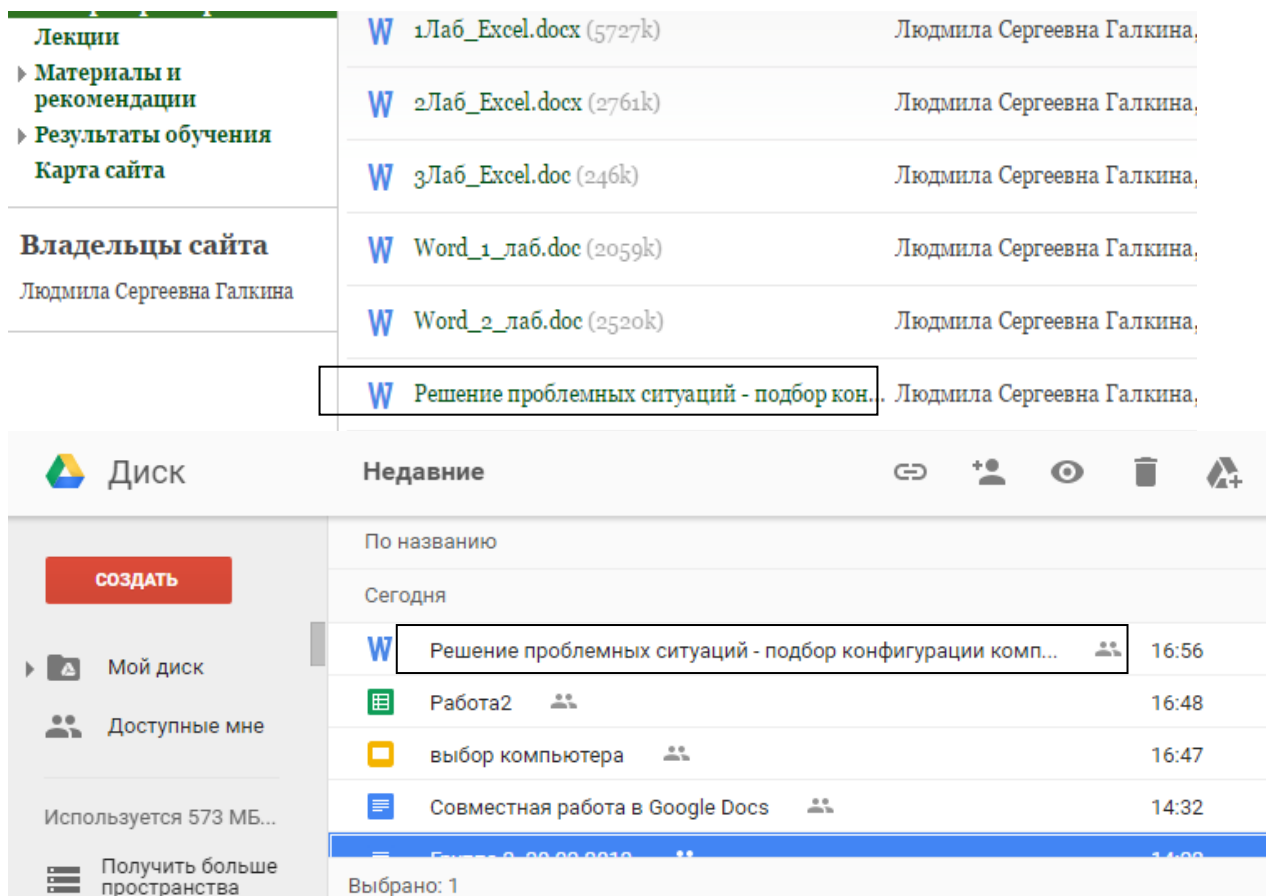 Лекции
Материалы и
рекомендации
Результаты обучения
Карта сайта
Владельцы сайта
Людмила Сергеевна Галкина
1Лаб_Excel.docx (5727k) Людмила Сергеевна Галкина,
2Лаб_Excel.docx (2761k) Людмила Сергеевна Галкина,
3Лаб_Excel.doc (246k) Людмила Сергеевна Галкина,
Word_1_лаб.doc (2059k) Людмила Сергеевна Галкина,
Word_2_лаб.doc (2520k) Людмила Сергеевна Галкина,
Решение проблемных ситуаций - подбор кон... Людмила Сергеевна Галкина,
Диск
Недавние
СОЗДАТЬ
Мой диск
Доступные мне
Используется 573 МБ...
Получить больше
пространства
По названию
Сегодня
Решение проблемных ситуаций - подбор конфигурации комп... 16:56
Работа2 16:48
выбор компьютера 16:47
Совместная работа в Google Docs 14:32
Выбрано: 1